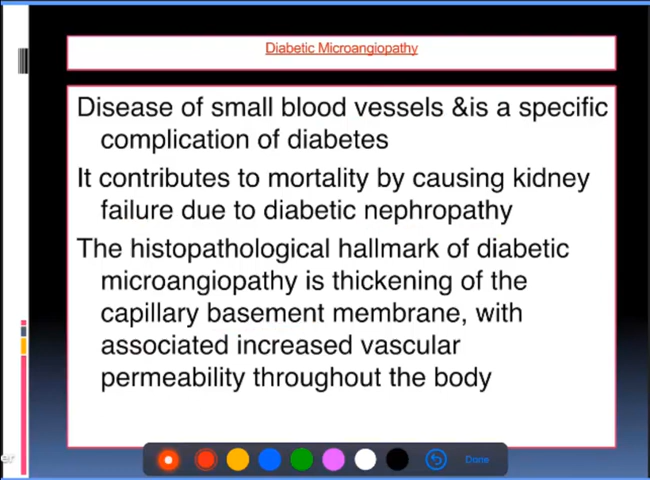 Diabetic Microangiopathy
Disease of small blood vessels &is a specific
complication of diabetes
It contributes to mortality by causing kidney
failure due to diabetic nephropathy
The histopathological hallmark of diabetic
microangiopathy is thickening of the
capillary basement membrane, with
associated increased vascular
permeability throughout the body
er
Done